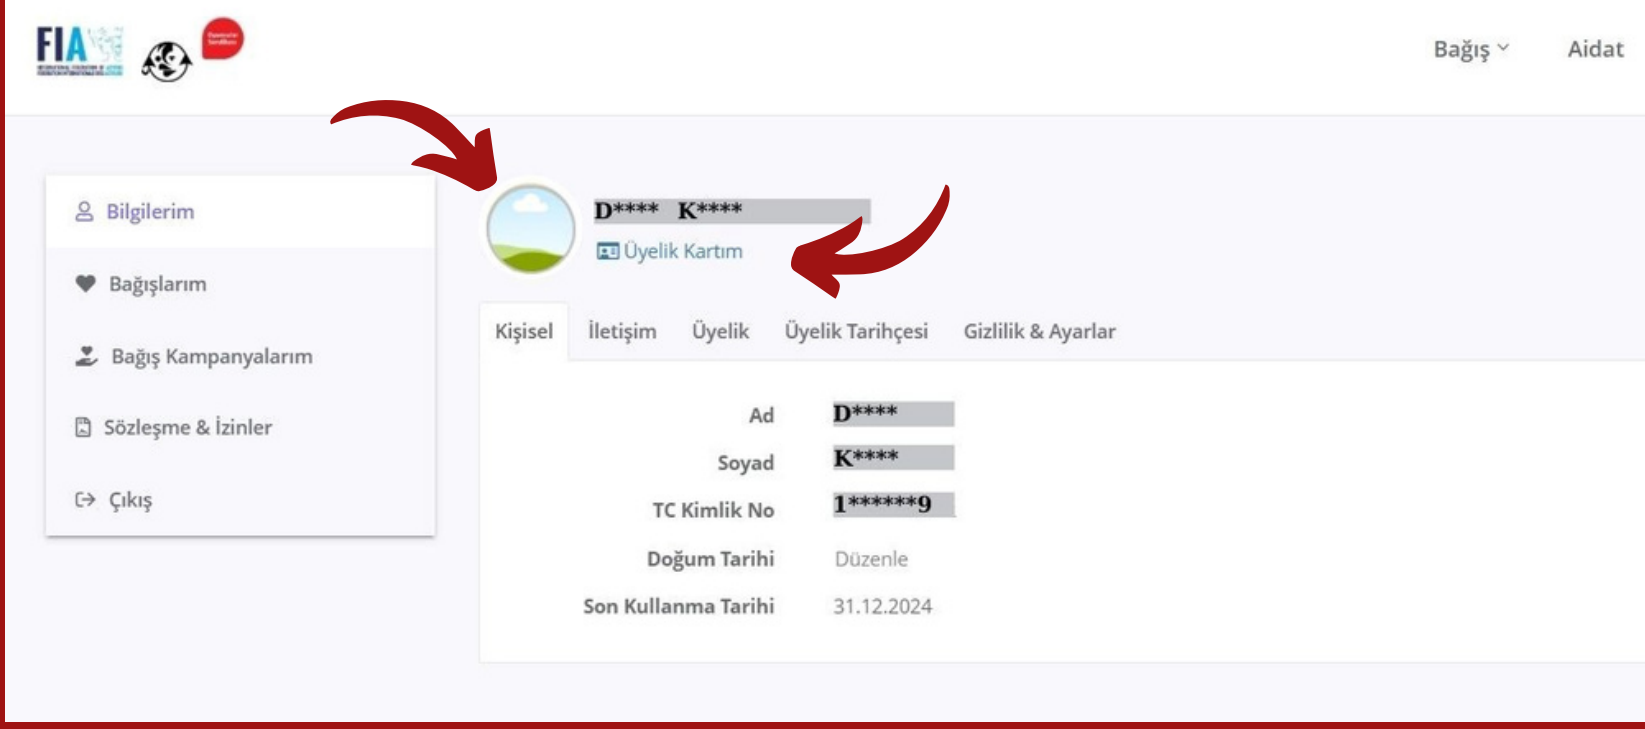 FIA
Bağış
Aidat
Bilgilerim
Bağışlarım
Bağış Kampanyalarım
Sözleşme & İzinler
Çıkış
D**** K****
Üyelik Kartım
Kişisel İletişim Üyelik Üyelik Tarihçesi Gizlilik & Ayarlar
Ad D****
Soyad K****
TC Kimlik No 1******9
Doğum Tarihi Düzenle
Son Kullanma Tarihi 31.12.2024